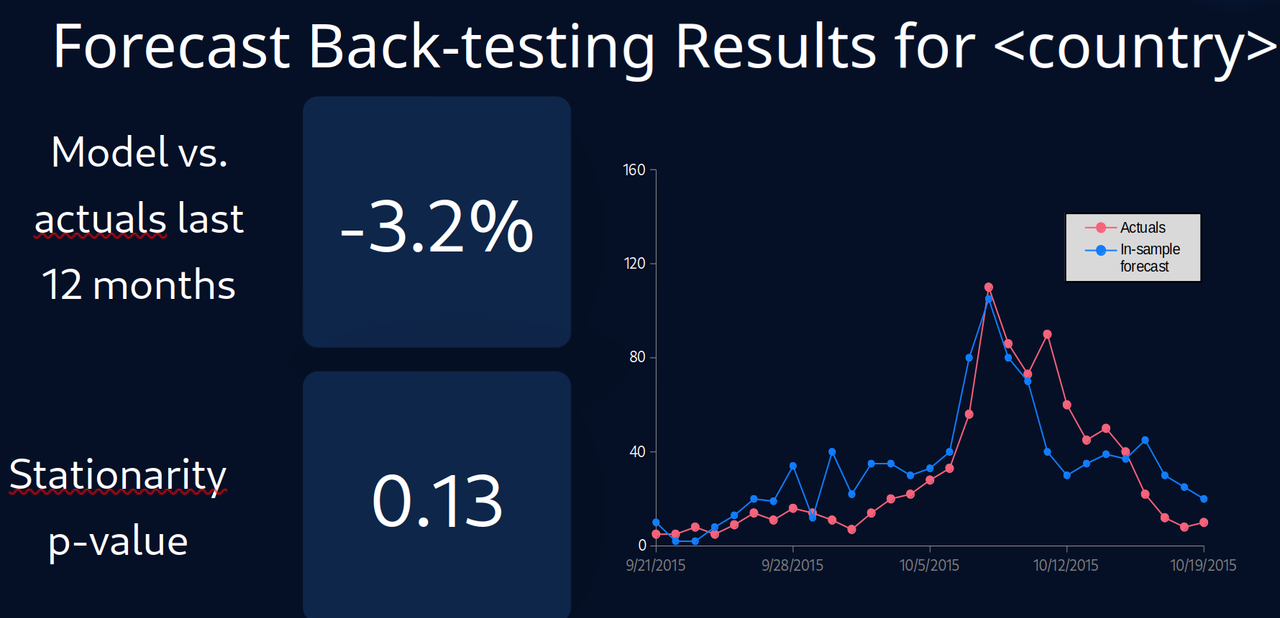 Forecast Back-testing Results for <country>
Model vs.
actuals last
12 months
-3.2%
Stationarity
p-value
0.13
160
120
80
40
0
9/21/2015
9/28/2015
10/5/2015
10/12/2015
10/19/2015
Actuals
In-sample
forecast